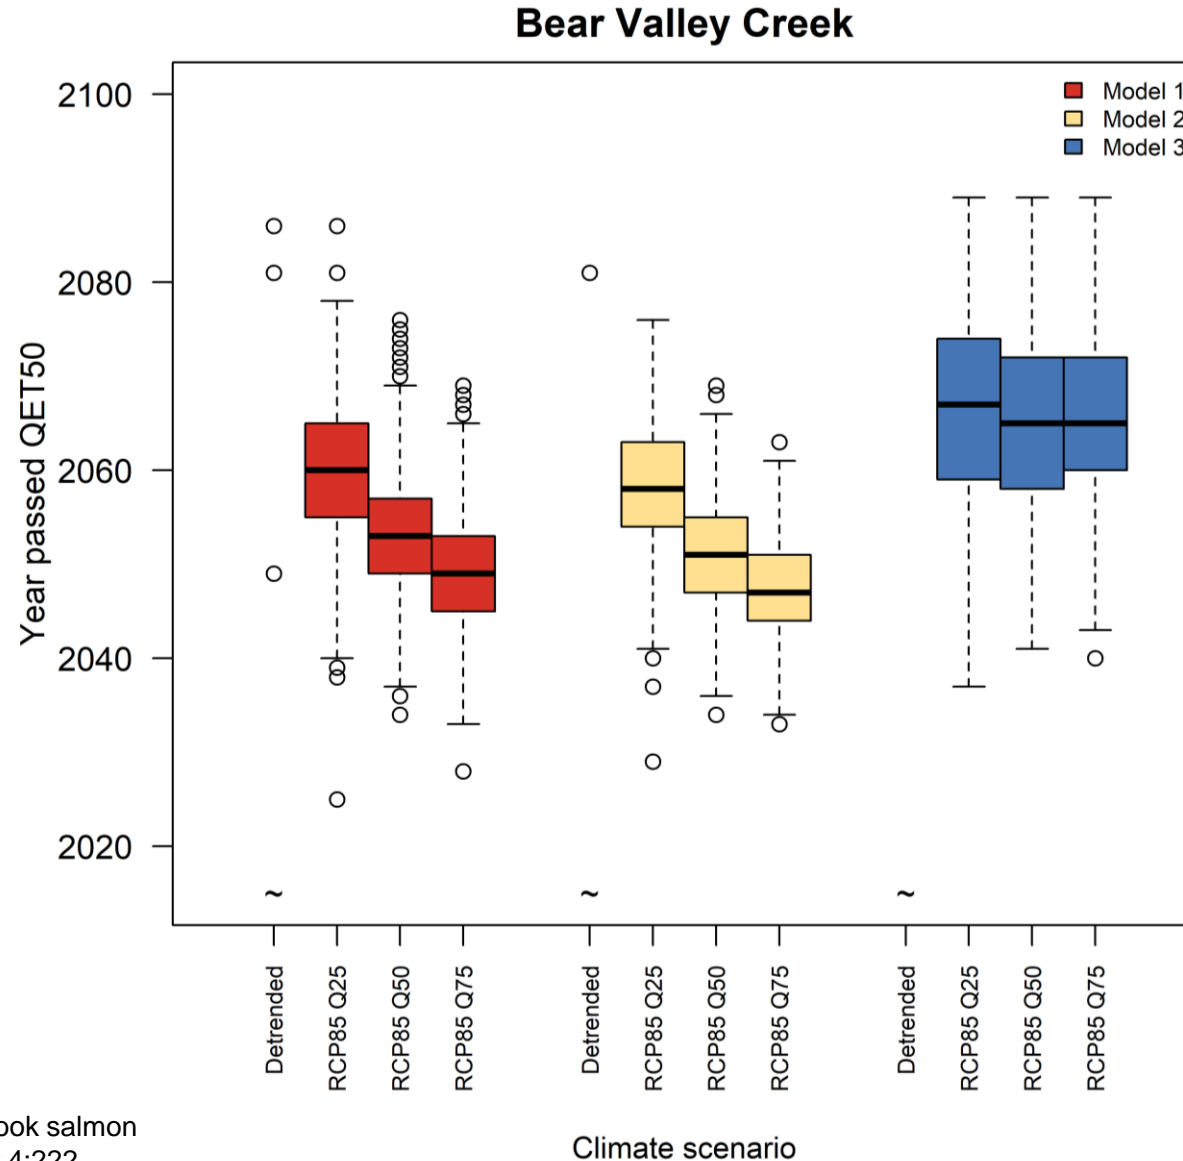 Bear Valley Creek
Model 1
Model 2
Model 3
Year passed QET50
2100
2080
2060
2040
2020
~ ~ ~
Detrended
RCP85 Q25
RCP85 Q50
RCP85 Q75
Detrended
RCP85 Q25
RCP85 Q50
RCP85 Q75
Detrended
RCP85 Q25
RCP85 Q50
RCP85 Q75
Climate scenario
ook salmon
4:222